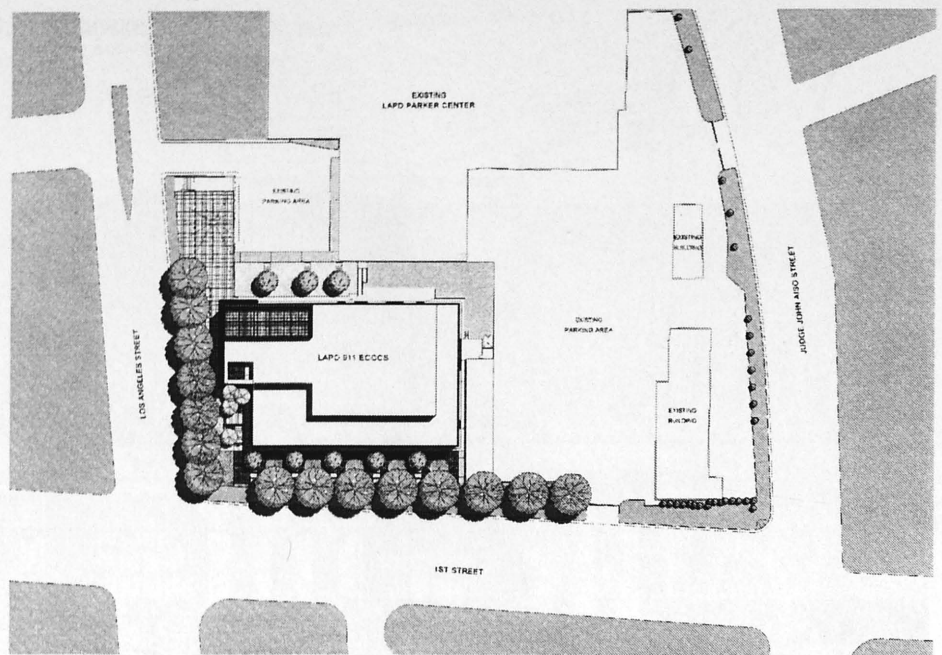 EXISTING
LAPD PARKER CENTER
EXISTING
PARKING AREA
EXISTING
BUILDING
JUDGE JOHN AISO STREET
EXISTING
PARKING AREA
LOS ANGELES STREET
LAPD 911 ECCCS
EXISTING
BUILDING
1ST STREET